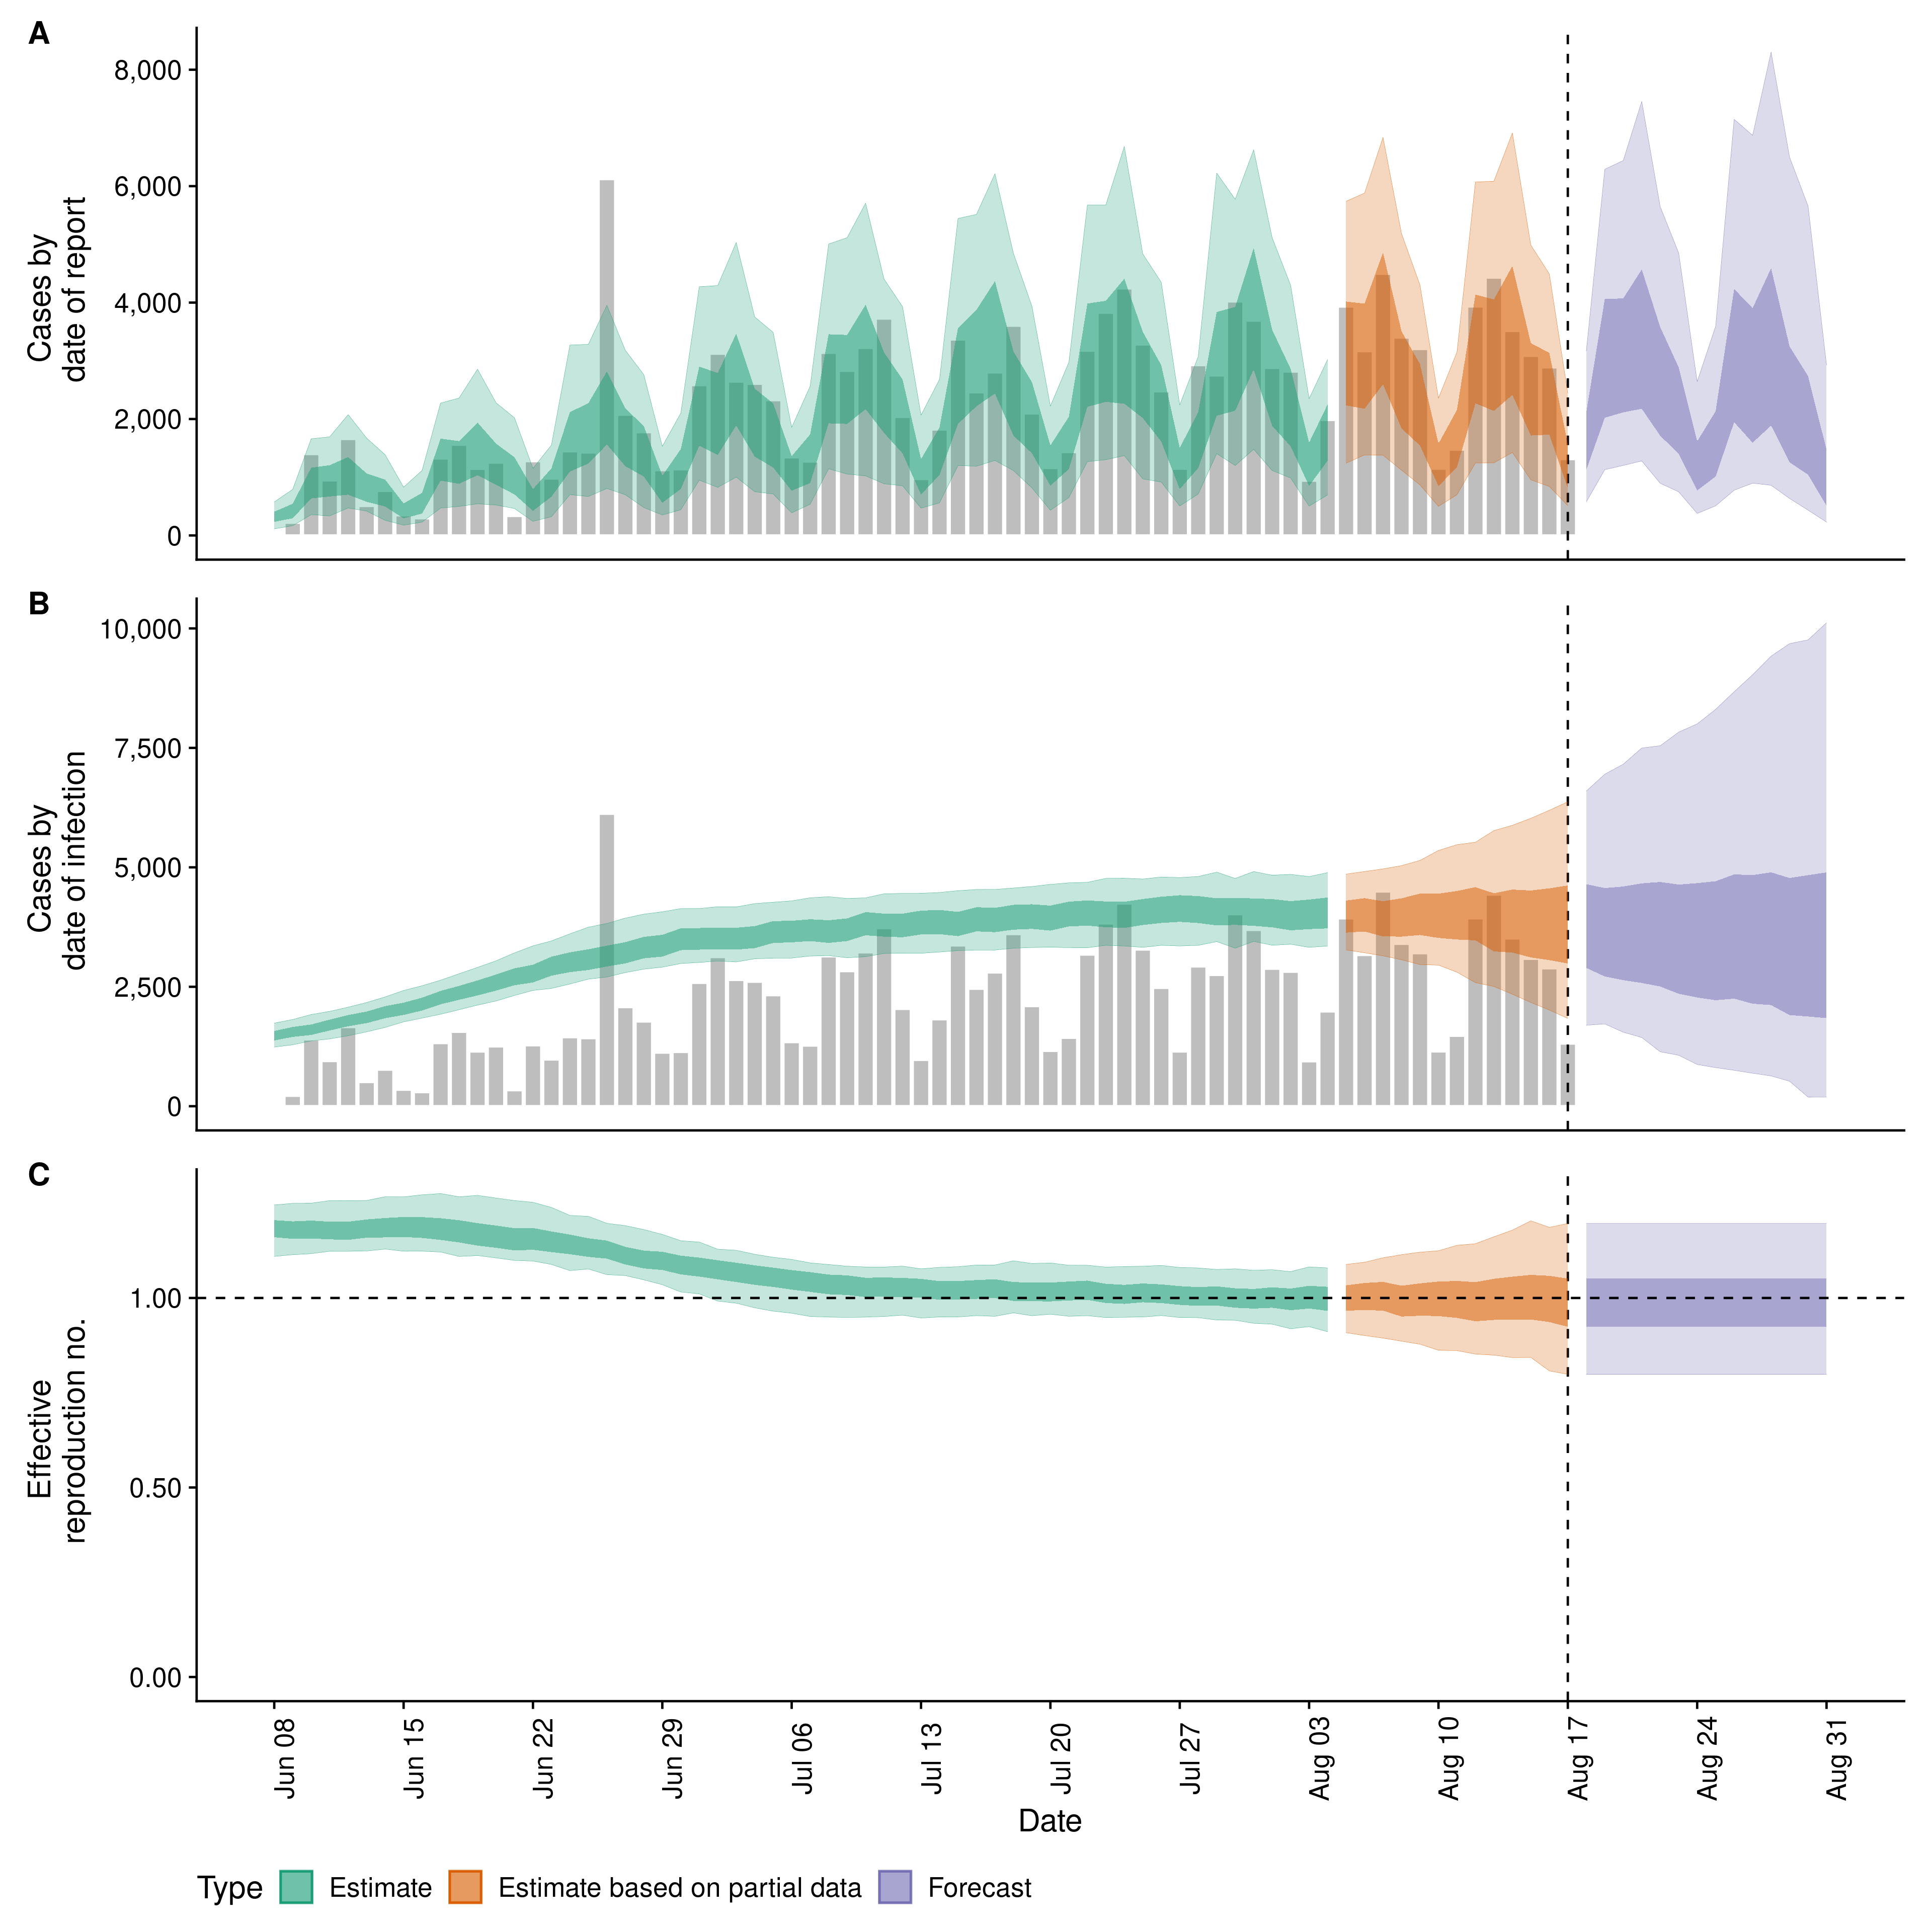 A
8,000
6,000
4,000
2,000
0
Cases by
date of report
B
10,000
7,500
5,000
2,500
0
Cases by
date of infection
C
1.00
0.50
0.00
Effective
reproduction no.
Jun 08
Jun 15
Jun 22
Jun 29
Jul 06
Jul 13
Jul 20
Jul 27
Aug 03
Aug 10
Aug 17
Aug 24
Aug 31
Date
Type Estimate Estimate based on partial data Forecast